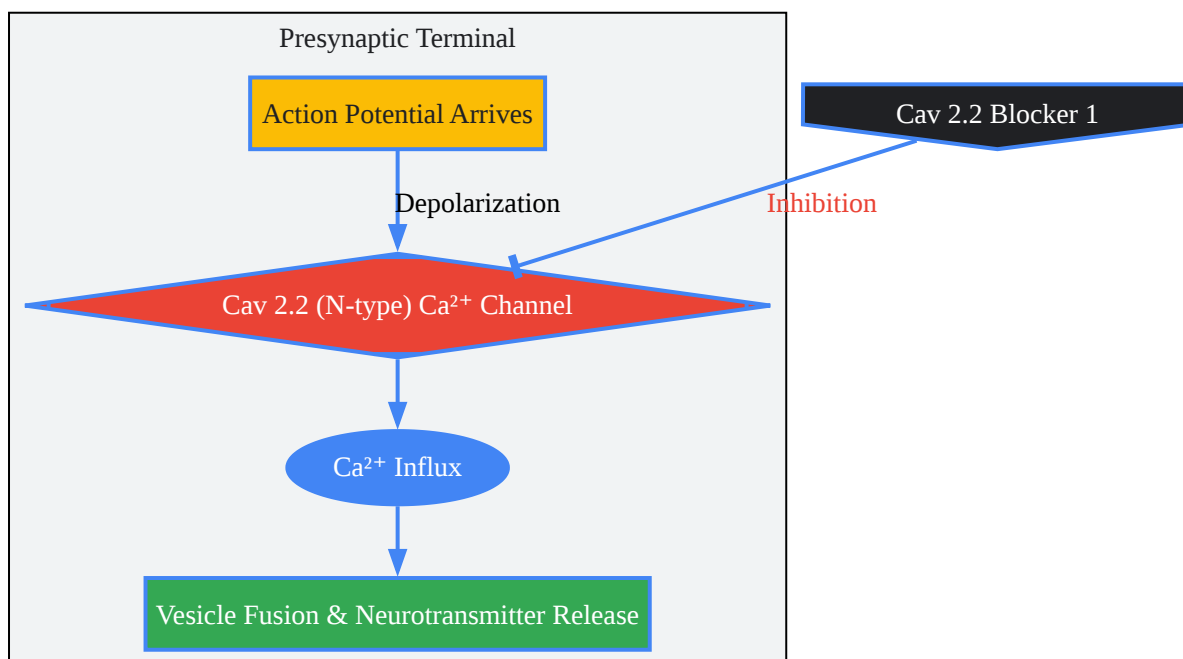 Presynaptic Terminal
Action Potential Arrives
Cav 2.2 Blocker 1
Depolarization
Inhibition
Cav 2.2 (N-type) Ca²⁺ Channel
Ca²⁺ Influx
Vesicle Fusion & Neurotransmitter Release